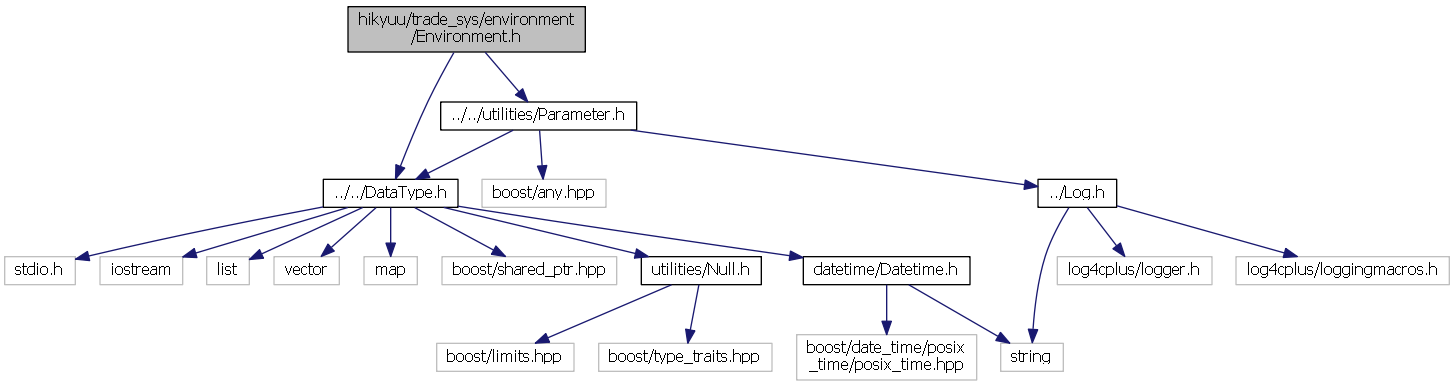 hikyuu/trade_sys/environment
/Environment.h
../../utilities/Parameter.h
../../DataType.h
boost/any.hpp
../Log.h
stdio.h
iostream
list
vector
map
boost/shared_ptr.hpp
utilities/Null.h
datetime/Datetime.h
log4cplus/logger.h
log4cplus/loggingmacros.h
boost/limits.hpp
boost/type_traits.hpp
boost/date_time/posix
_time/posix_time.hpp
string